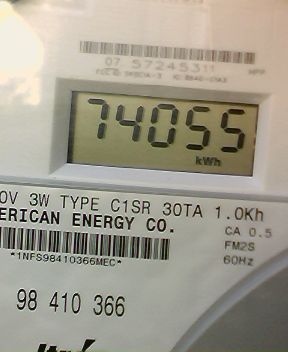 07 57245311
74055
kWh
0V 3W TYPE C1SR 30TA 1.0Kh
ERICAN ENERGY CO.
CA 0.5
FM2S
60Hz
*1NFS98410366MEC*
98 410 366